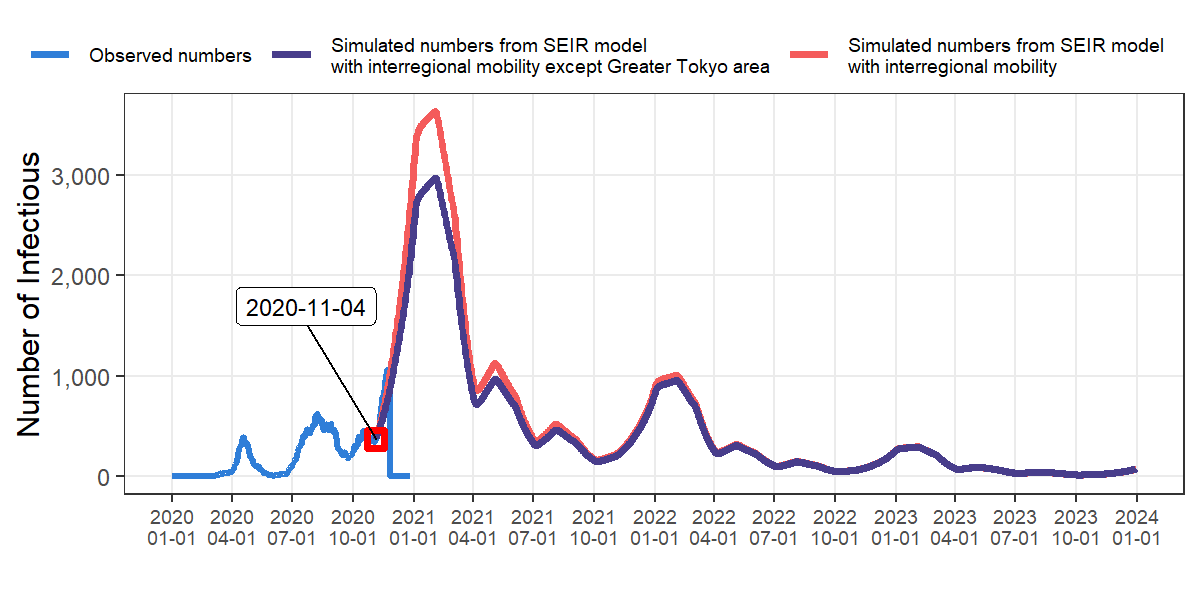 Observed numbers
Simulated numbers from SEIR model
with interregional mobility except Greater Tokyo area
Simulated numbers from SEIR model
with interregional mobility
Number of Infectious
3,000
2,000
1,000
0
2020-11-04
2020 2020 2020 2020 2021 2021 2021 2021 2022 2022 2022 2022 2023 2023 2023 2023 2024
01-01 04-01 07-01 10-01 01-01 04-01 07-01 10-01 01-01 04-01 07-01 10-01 01-01 04-01 07-01 10-01 01-01